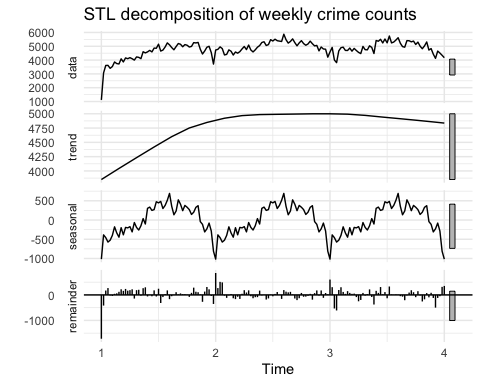 STL decomposition of weekly crime counts
6000
5000
4000
3000
2000
1000
data
5000
4750
4500
4250
4000
trend
500
0
-500
-1000
seasonal
0
-1000
remainder
1 2 3 4
Time